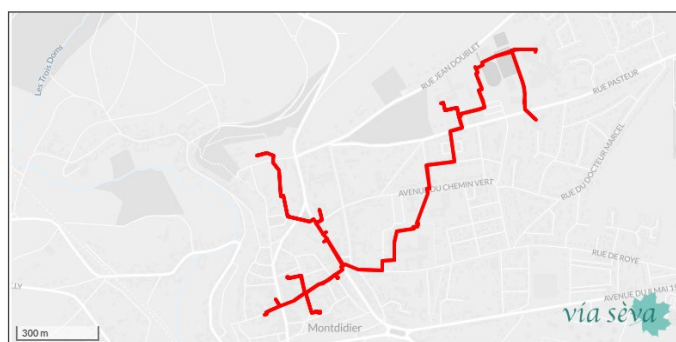 Les Trois Doms
RUE JEAN DOUBLET
RUE PASTEUR
RUE DU DOCTEUR MARCEL
AVENUE DU CHEMIN VERT
RUE DE ROYE
AVENUE DU 8 MAI 19
Montdidier
300 m
via sèva